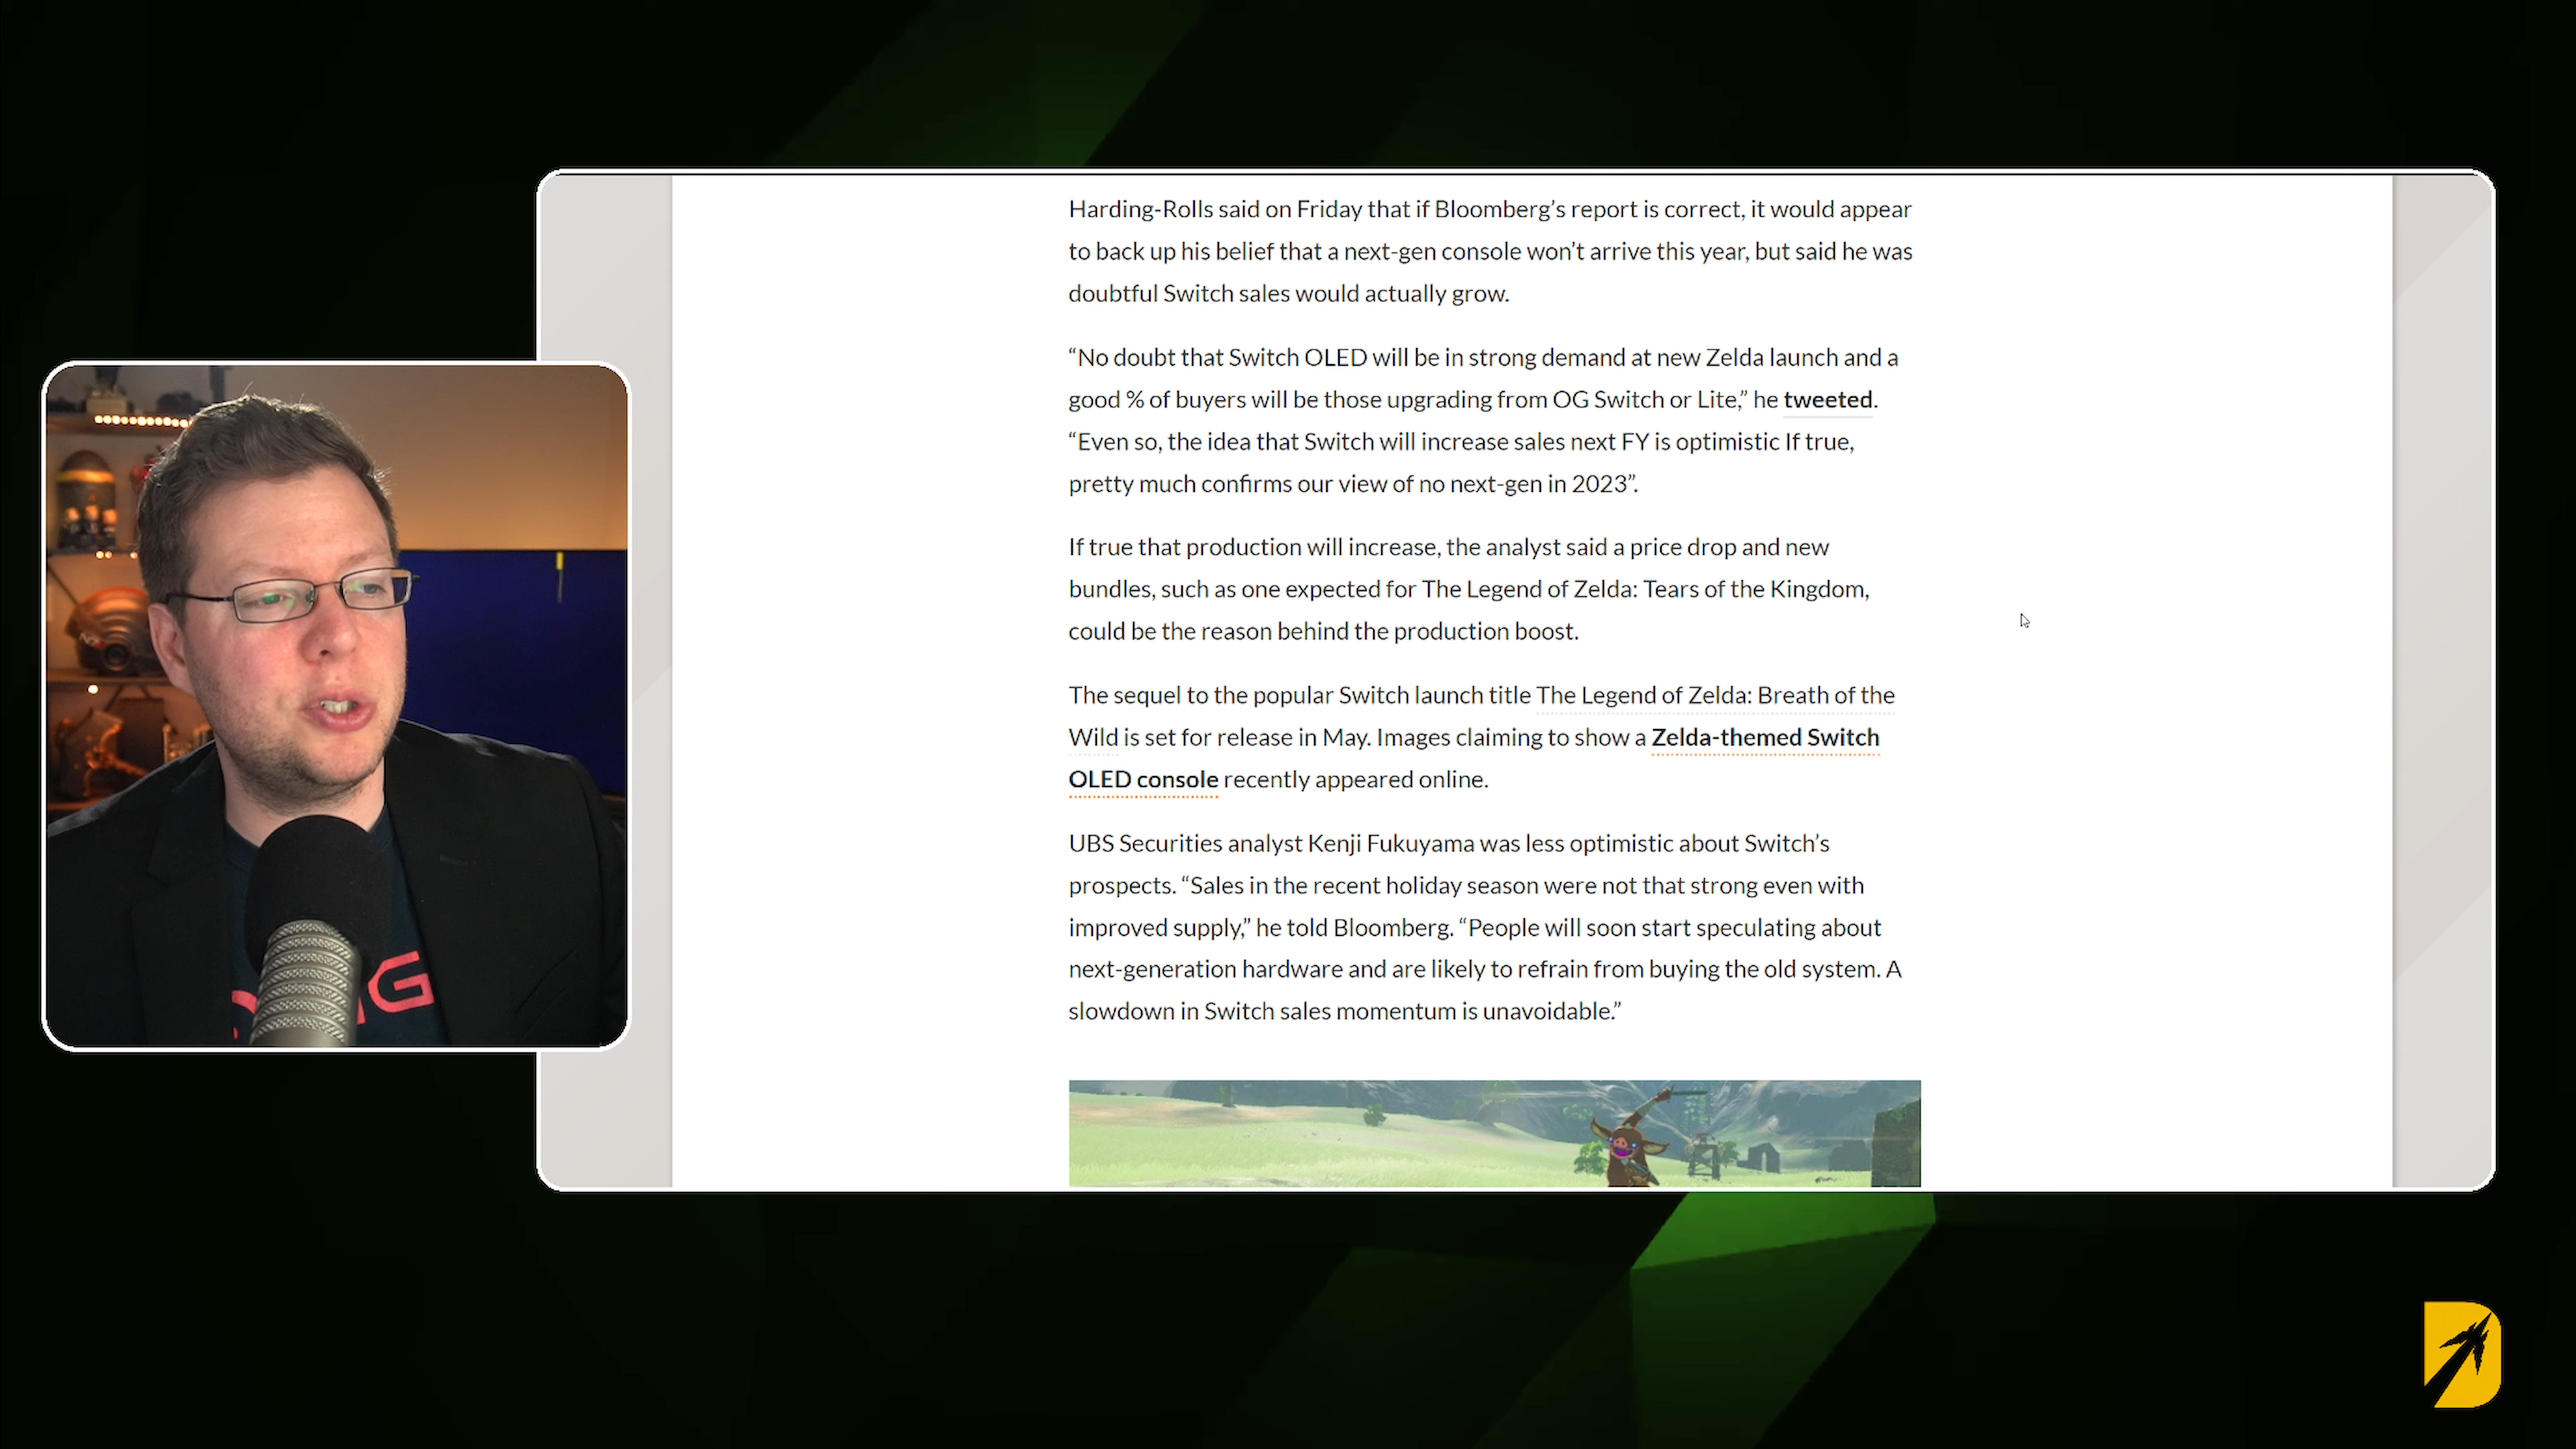 Harding-Rolls said on Friday that if Bloomberg’s report is correct, it would appear
to back up his belief that a next-gen console won’t arrive this year, but said he was
doubtful Switch sales would actually grow.
“No doubt that Switch OLED will be in strong demand at new Zelda launch and a
good % of buyers will be those upgrading from OG Switch or Lite,” he tweeted.
“Even so, the idea that Switch will increase sales next FY is optimistic If true,
pretty much confirms our view of no next-gen in 2023”.
If true that production will increase, the analyst said a price drop and new
bundles, such as one expected for The Legend of Zelda: Tears of the Kingdom,
could be the reason behind the production boost.
The sequel to the popular Switch launch title The Legend of Zelda: Breath of the
Wild is set for release in May. Images claiming to show a Zelda-themed Switch
OLED console recently appeared online.
UBS Securities analyst Kenji Fukuyama was less optimistic about Switch’s
prospects. “Sales in the recent holiday season were not that strong even with
improved supply,” he told Bloomberg. “People will soon start speculating about
next-generation hardware and are likely to refrain from buying the old system. A
slowdown in Switch sales momentum is unavoidable.”